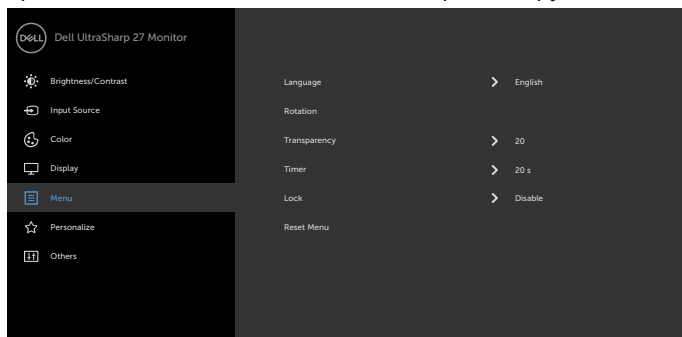 DELL Dell UltraSharp 27 Monitor
Brightness/Contrast
Input Source
Color
Display
Menu
Personalize
Others
Language English
Rotation
Transparency 20
Timer 20 s
Lock Disable
Reset Menu